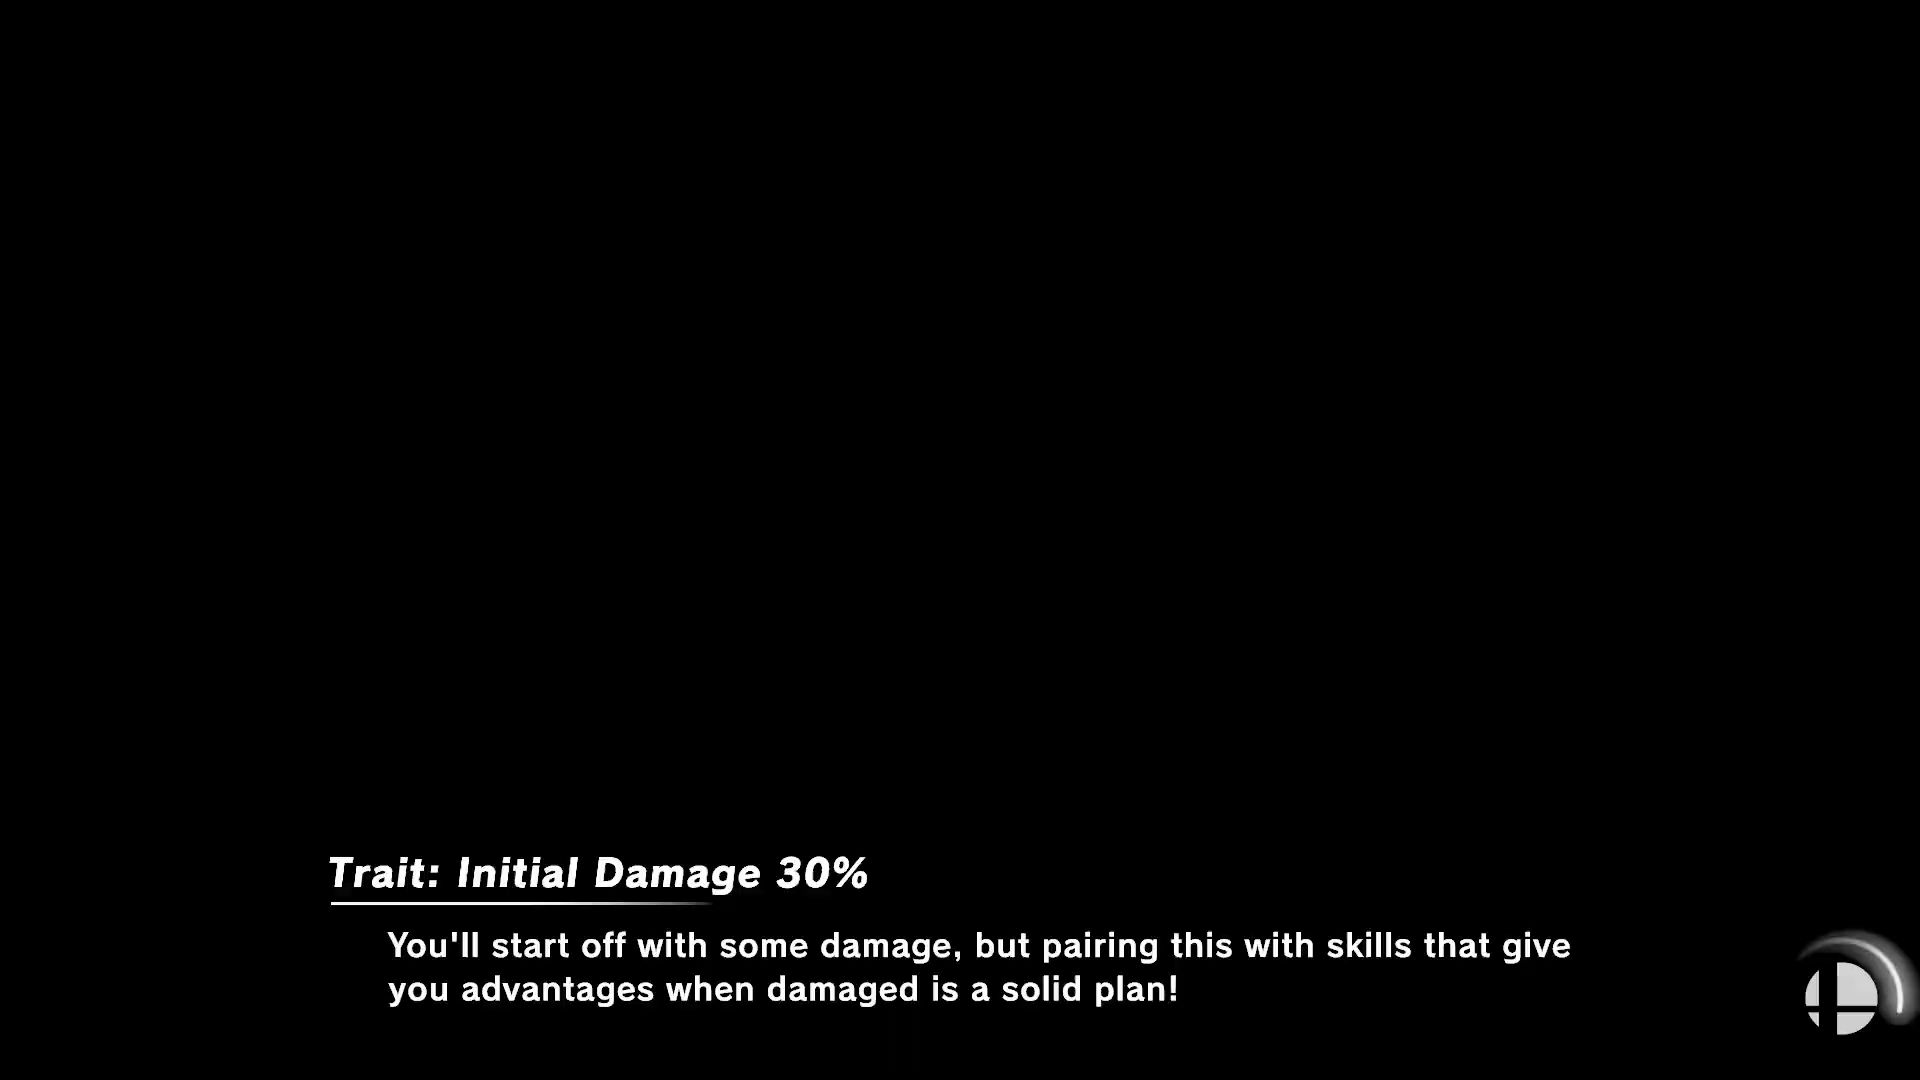 Trait: Initial Damage 30%
You'll start off with some damage, but pairing this with skills that give
you advantages when damaged is a solid plan!